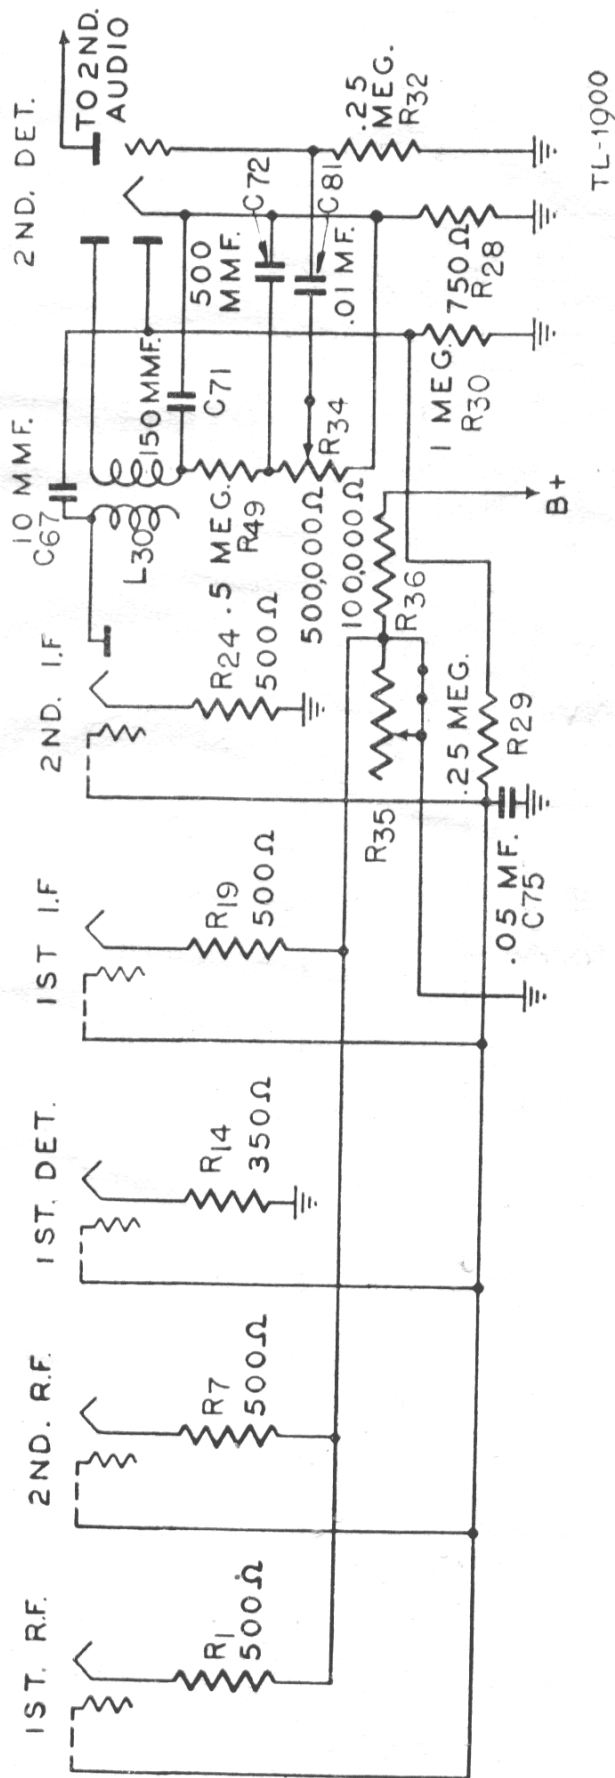 1ST. R.F.
2ND. R.F.
1ST. DET.
1ST I.F
2ND. I.F
2ND. DET.
TO 2ND.
AUDIO
R1
500Ω
R7
500Ω
R14
350Ω
R19
500Ω
R24
500Ω
10 MMF.
C67
L30
150 MMF.
C71
.5 MEG.
R49
500
MMF.
C72
.01 MF.
C81
.25
MEG.
R32
500,000Ω
R34
750Ω
R28
1 MEG.
R30
100,000Ω
R36
R35
B+
.25 MEG.
R29
.05 MF.
C75
TL-1900